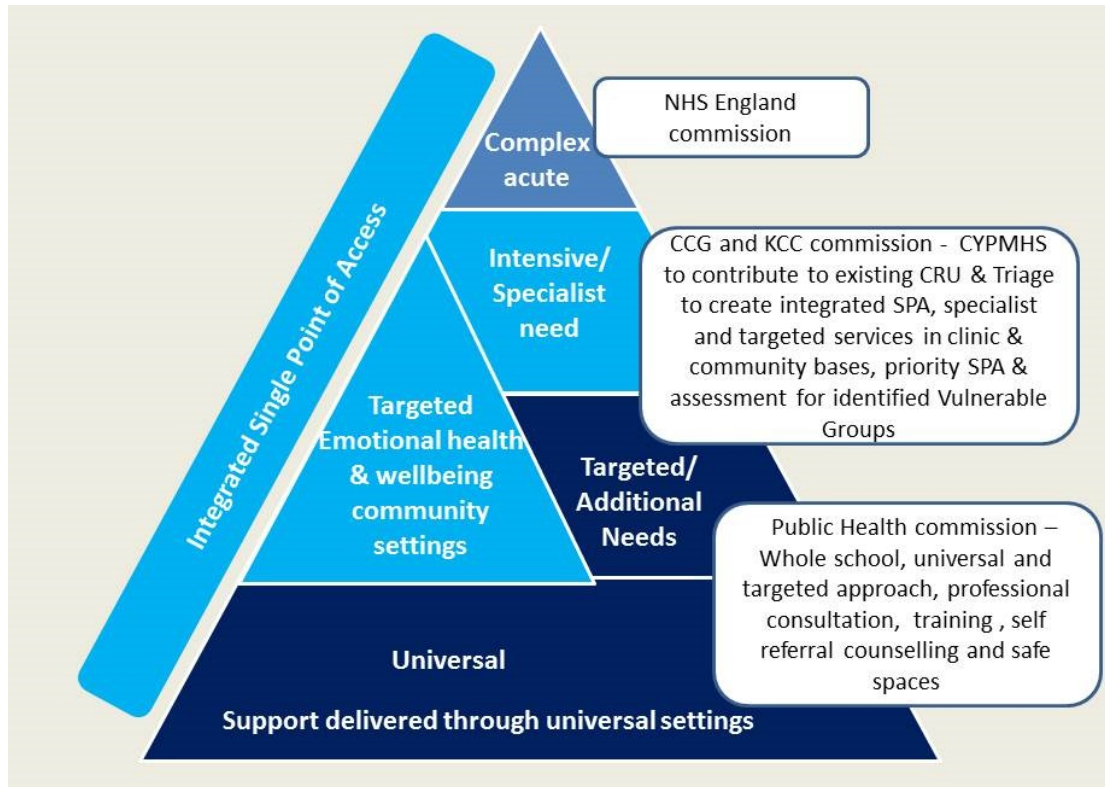 Integrated Single Point of Access
Complex
acute
NHS England
commission
Intensive/
Specialist
need
CCG and KCC commission - CYPMHS
to contribute to existing CRU & Triage
to create integrated SPA, specialist
and targeted services in clinic &
community bases, priority SPA &
assessment for identified Vulnerable
Groups
Targeted
Emotional health
& wellbeing
community
settings
Targeted/
Additional
Needs
Public Health commission –
Whole school, universal and
targeted approach, professional
consultation, training , self
referral counselling and safe
spaces
Universal
Support delivered through universal settings